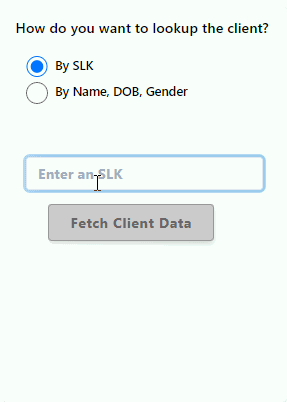 How do you want to lookup the client?
By SLK
By Name, DOB, Gender
Enter an SLK
Fetch Client Data